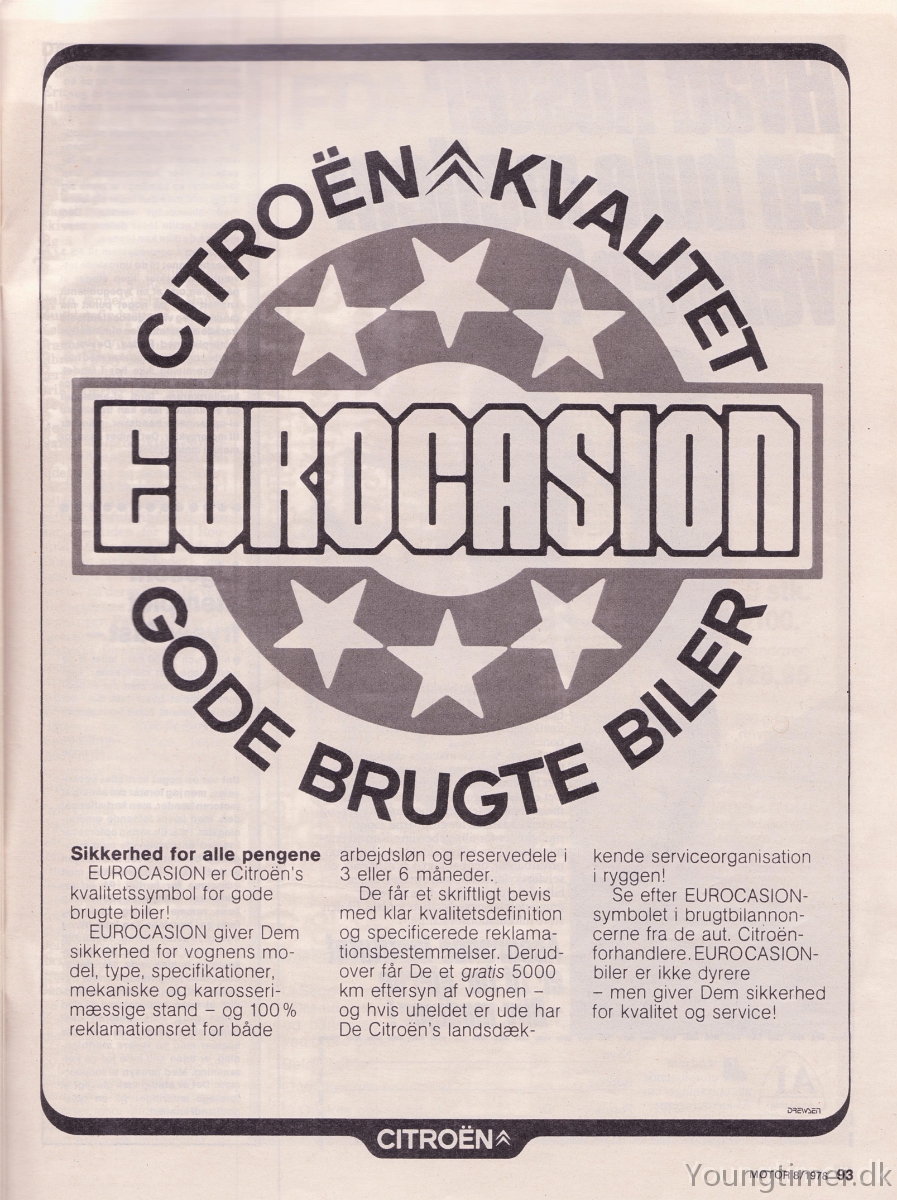 CITROËN KVALITET
EUROCASION
GODE BRUGTE BILER
Sikkerhed for alle pengene
EUROCASION er Citroën's
kvalitetssymbol for gode
brugte biler!
EUROCASION giver Dem
sikkerhed for vognens mo-
del, type, specifikationer,
mekaniske og karrosseri-
mæssige stand – og 100%
reklamationsret for både
arbejdsløn og reservedele i
3 eller 6 måneder.
De får et skriftligt bevis
med klar kvalitetsdefinition
og specificerede reklama-
tionsbestemmelser. Derud-
over får De et gratis 5000
km eftersyn af vognen –
og hvis uheldet er ude har
De Citroën's landsdæk-
kende serviceorganisation
i ryggen!
Se efter EUROCASION-
symbolet i brugtbilannon-
cerne fra de aut. Citroën-
forhandlere. EUROCASION-
biler er ikke dyrere
– men giver Dem sikkerhed
for kvalitet og service!
DREWSEN
CITROËN
MOTOR 8/1978 93
Youngtimer.dk